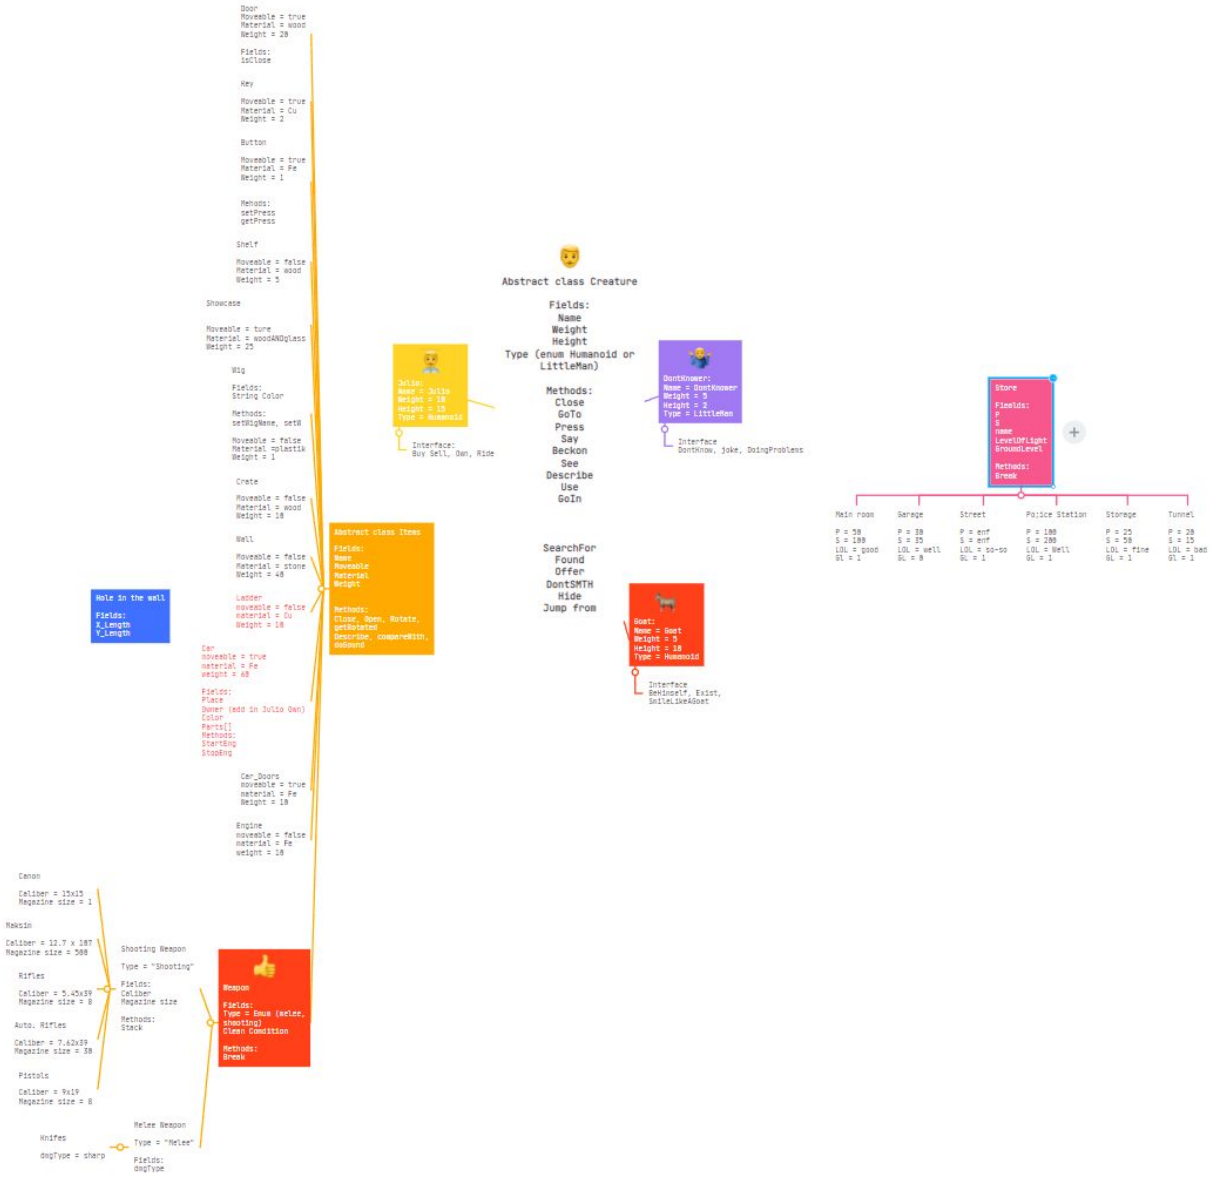 Door
Moveable = true
Material = wood
Weight = 20
Fields:
isClose
Key
Moveable = true
Material = Cu
Weight = 2
Button
Moveable = true
Material = Fe
Weight = 1
Mehods:
setPress
getPress
Shelf
Moveable = false
Material = wood
Weight = 5
Showcase
Moveable = ture
Material = woodANDglass
Weight = 25
Wig
Fields:
String Color
Methods:
setWigName, setW
Moveable = false
Material =plastik
Weight = 1
Crate
Moveable = false
Material = wood
Weight = 10
Wall
Moveable = false
Material = stone
Weight = 40
Ladder
moveable = false
material = Cu
Weight = 10
Car
moveable = true
material = Fe
weight = 60
Fields:
Place
Owner (add in Julio Own)
Color
Parts[]
Methods:
StartEng
StopEng
Car_Doors
moveable = true
material = Fe
Weight = 10
Engine
moveable = false
material = Fe
weight = 10
Hole in the wall
Fields:
X_Length
Y_Length
Abstract class Items
Fields:
Name
Moveable
Material
Weight
Methods:
Close, Open, Rotate,
getRotated
Describe, compareWith,
doSound
Weapon
Fields:
Type = Enum (melee,
shooting)
Clean Condition
Methods:
Break
Shooting Weapon
Type = "Shooting"
Fields:
Caliber
Magazine size
Methods:
Stack
Canon
Caliber = 15x15
Magazine size = 1
Maksin
Caliber = 12.7 x 107
Magazine size = 500
Rifles
Caliber = 5.45x39
Magazine size = 8
Auto. Rifles
Caliber = 7.62x39
Magazine size = 30
Pistols
Caliber = 9x19
Magazine size = 8
Melee Weapon
Type = "Melee"
Fields:
dmgType
Knifes
dmgType = sharp
Abstract class Creature
Fields:
Name
Weight
Height
Type (enum Humanoid or
LittleMan)
Methods:
Close
GoTo
Press
Say
Beckon
See
Describe
Use
GoIn
SearchFor
Found
Offer
DontSMTH
Hide
Jump from
Julio:
Name = Julio
Weight = 10
Height = 15
Type = Humanoid
Interface:
Buy Sell, Own, Ride
DontKnower:
Name = DontKnower
Weight = 5
Height = 2
Type = LittleMan
Interface
DontKnow, joke, DoingProblems
Goat:
Name = Goat
Weight = 5
Height = 10
Type = Humanoid
Interface
BeHimself, Exist,
SmileLikeAGoat
Store
Fieelds:
P
S
name
LevelOfLight
GroundLevel
Methods:
Break
Main room
P = 50
S = 100
LOL = good
Gl = 1
Garage
P = 30
S = 35
LOL = well
GL = 0
Street
P = enf
S = enf
LOL = so-so
GL = 1
Police Station
P = 100
S = 200
LOL = Well
GL = 1
Storage
P = 25
S = 50
LOL = fine
GL = 1
Tunnel
P = 20
S = 15
LOL = bad
GL = 1